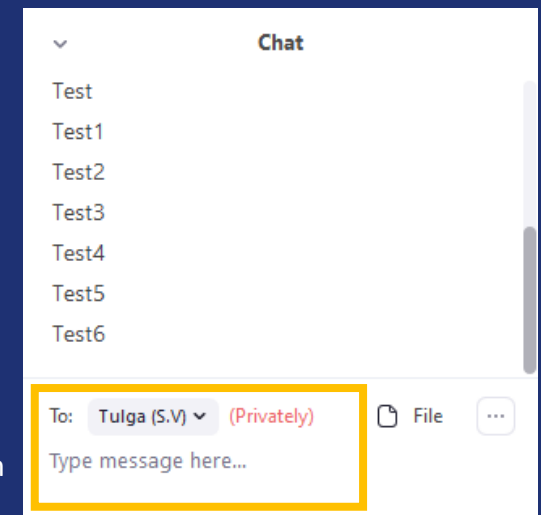 Chat
Test
Test1
Test2
Test3
Test4
Test5
Test6
To: Tulga (S.V) (Privately) File ...
Type message here...